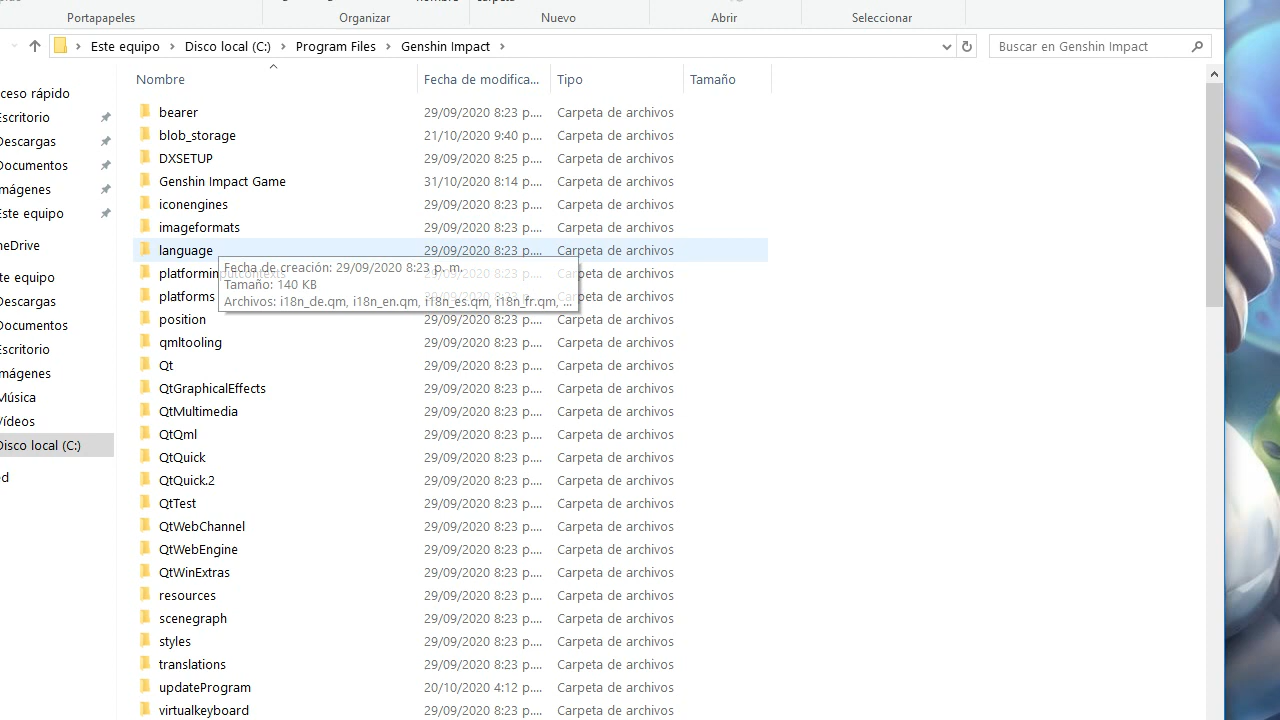 Portapapeles Organizar Nuevo Abrir Seleccionar
Este equipo Disco local (C:) Program Files Genshin Impact Buscar en Genshin Impact
Nombre Fecha de modifica... Tipo Tamaño
ceso rápido
Escritorio
Descargas
Documentos
mágenes
Este equipo
neDrive
te equipo
Descargas
Documentos
Escritorio
mágenes
Música
Vídeos
Disco local (C:)
ed
bearer 29/09/2020 8:23 p.... Carpeta de archivos
blob_storage 21/10/2020 9:40 p.... Carpeta de archivos
DXSETUP 29/09/2020 8:25 p.... Carpeta de archivos
Genshin Impact Game 31/10/2020 8:14 p.... Carpeta de archivos
iconengines 29/09/2020 8:23 p.... Carpeta de archivos
imageformats 29/09/2020 8:23 p.... Carpeta de archivos
language 29/09/2020 8:23 p.... Carpeta de archivos
platforminputcontexts 29/09/2020 8:23 p.... Carpeta de archivos
Fecha de creación: 29/09/2020 8:23 p. m.
Tamaño: 140 KB
Archivos: i18n_de.qm, i18n_en.qm, i18n_es.qm, i18n_fr.qm, ...
platforms Carpeta de archivos
position 29/09/2020 8:23 p.... Carpeta de archivos
qmltooling 29/09/2020 8:23 p.... Carpeta de archivos
Qt 29/09/2020 8:23 p.... Carpeta de archivos
QtGraphicalEffects 29/09/2020 8:23 p.... Carpeta de archivos
QtMultimedia 29/09/2020 8:23 p.... Carpeta de archivos
QtQml 29/09/2020 8:23 p.... Carpeta de archivos
QtQuick 29/09/2020 8:23 p.... Carpeta de archivos
QtQuick.2 29/09/2020 8:23 p.... Carpeta de archivos
QtTest 29/09/2020 8:23 p.... Carpeta de archivos
QtWebChannel 29/09/2020 8:23 p.... Carpeta de archivos
QtWebEngine 29/09/2020 8:23 p.... Carpeta de archivos
QtWinExtras 29/09/2020 8:23 p.... Carpeta de archivos
resources 29/09/2020 8:23 p.... Carpeta de archivos
scenegraph 29/09/2020 8:23 p.... Carpeta de archivos
styles 29/09/2020 8:23 p.... Carpeta de archivos
translations 29/09/2020 8:23 p.... Carpeta de archivos
updateProgram 20/10/2020 4:12 p.... Carpeta de archivos
virtualkeyboard 29/09/2020 8:23 p.... Carpeta de archivos